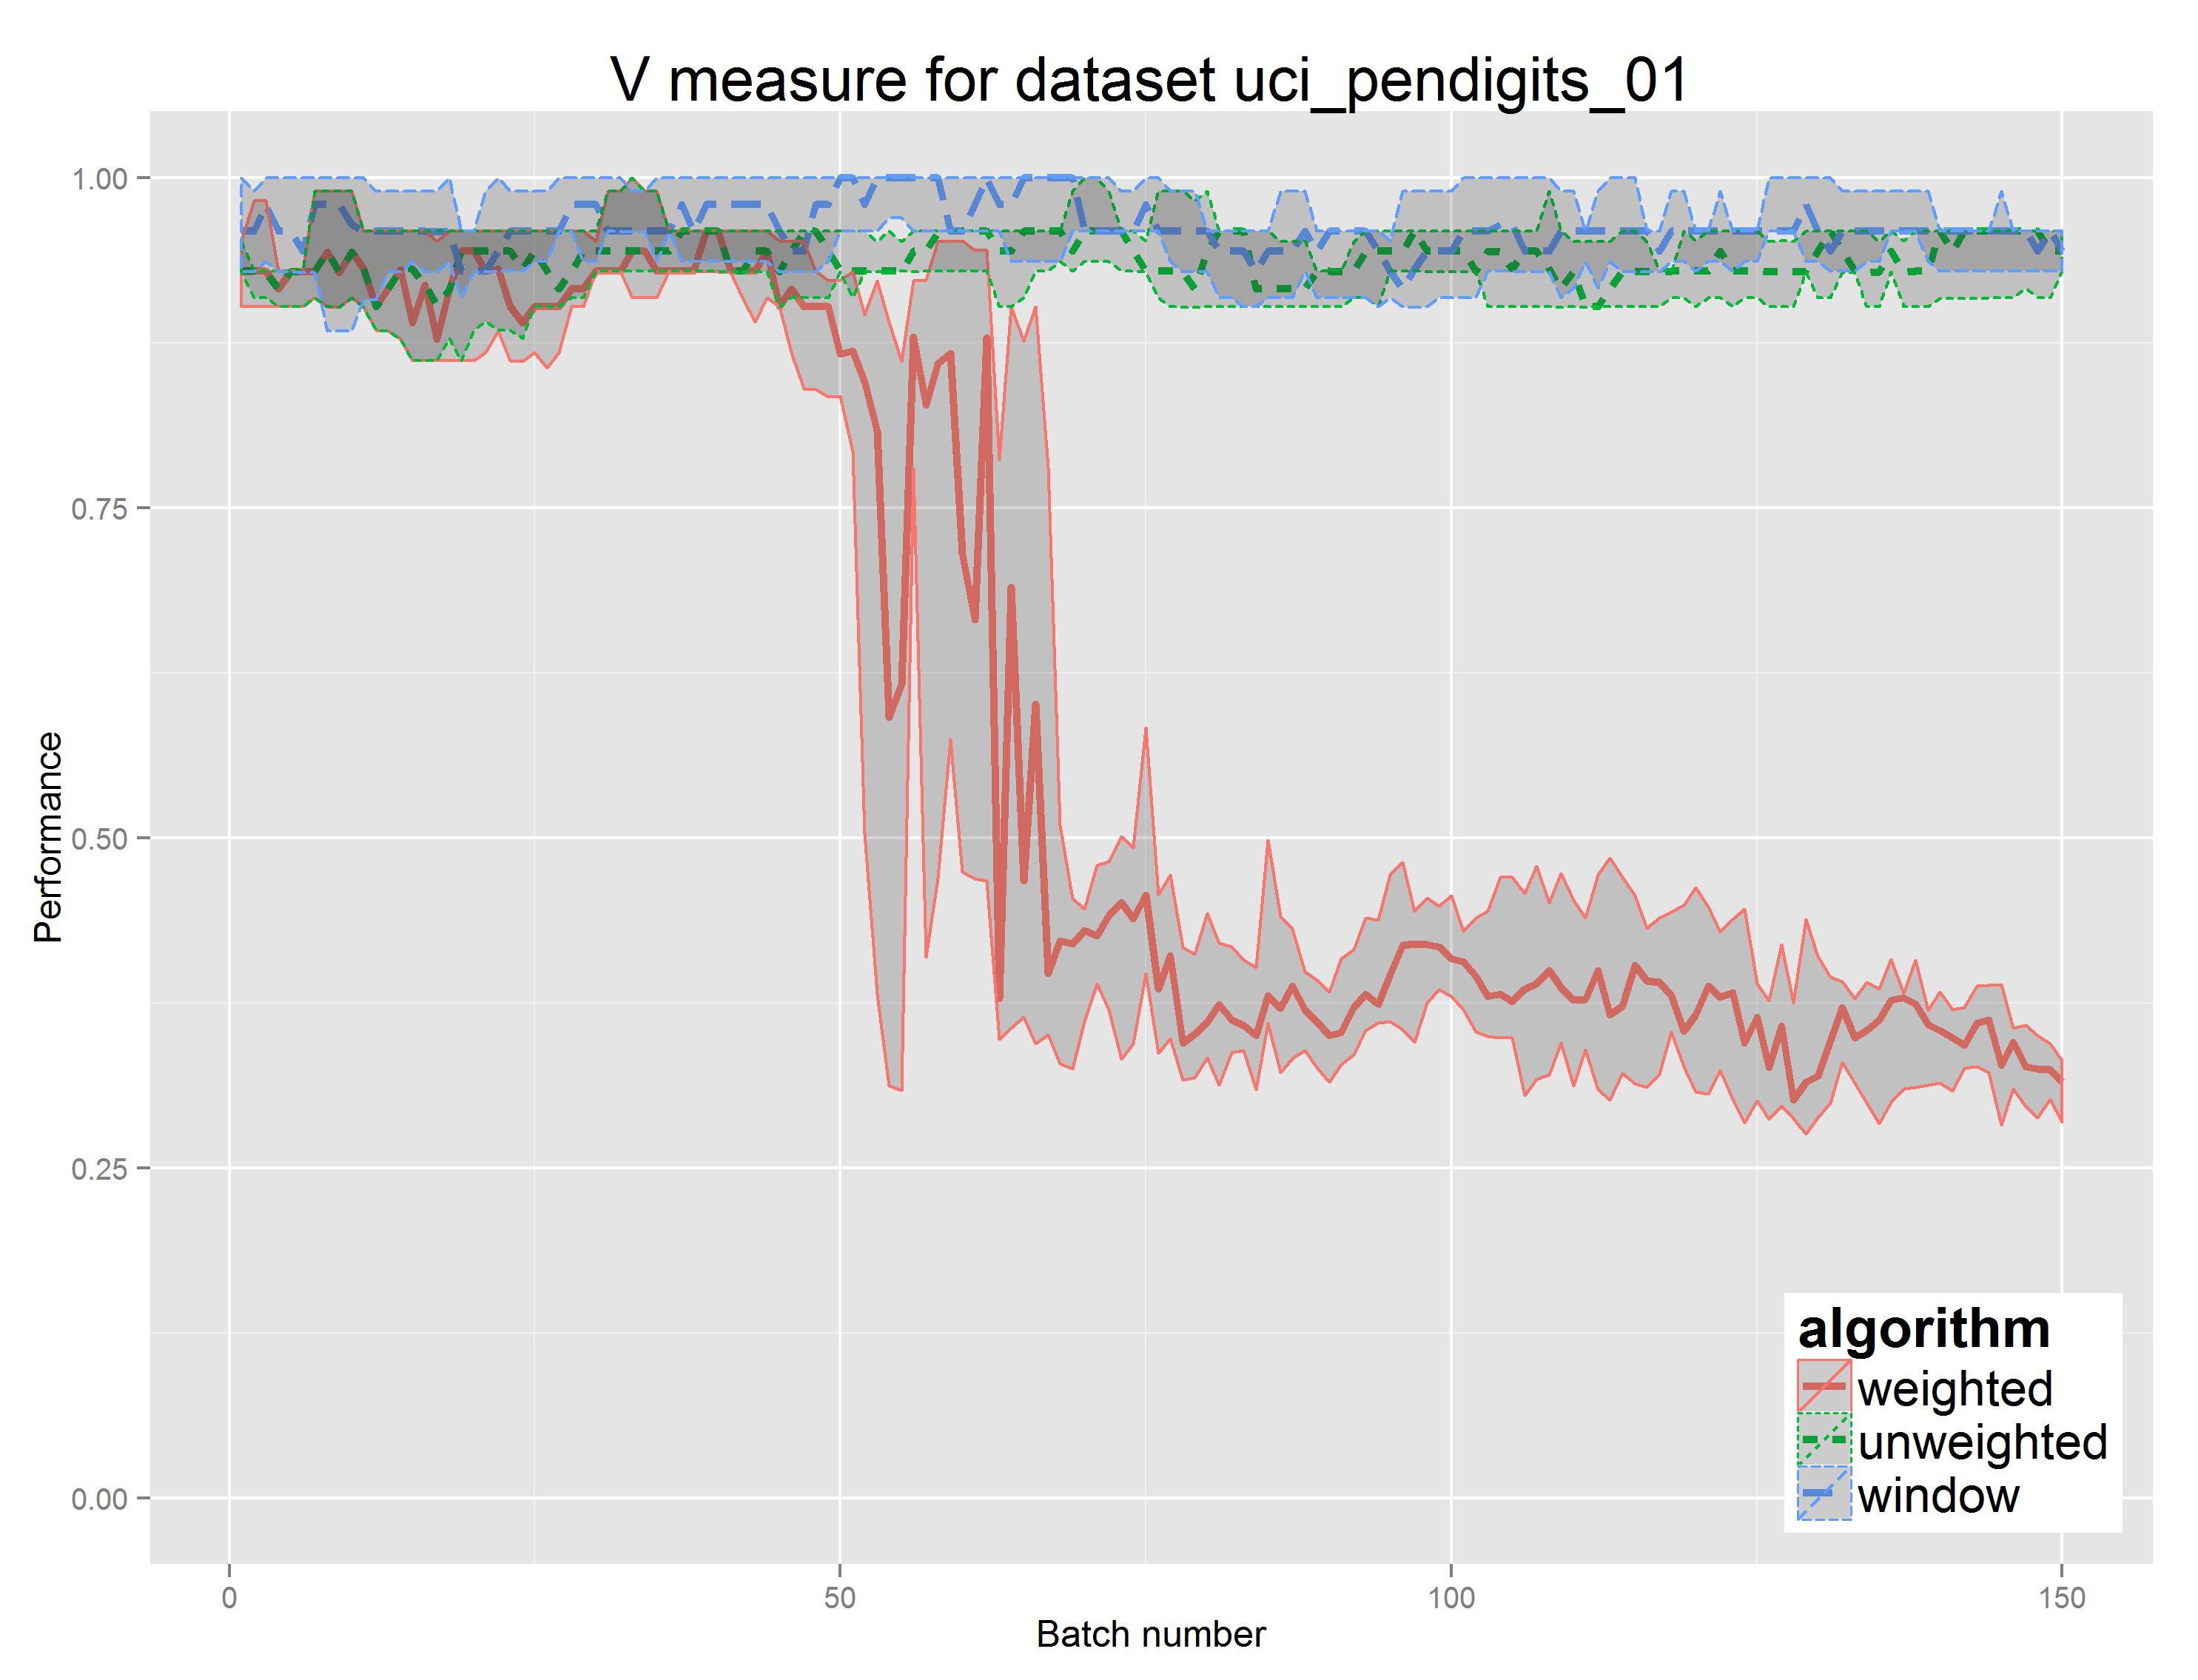 V measure for dataset uci_pendigits_01
1.00
0.75
0.50
0.25
0.00
Performance
0
50
100
150
Batch number
algorithm
weighted
unweighted
window